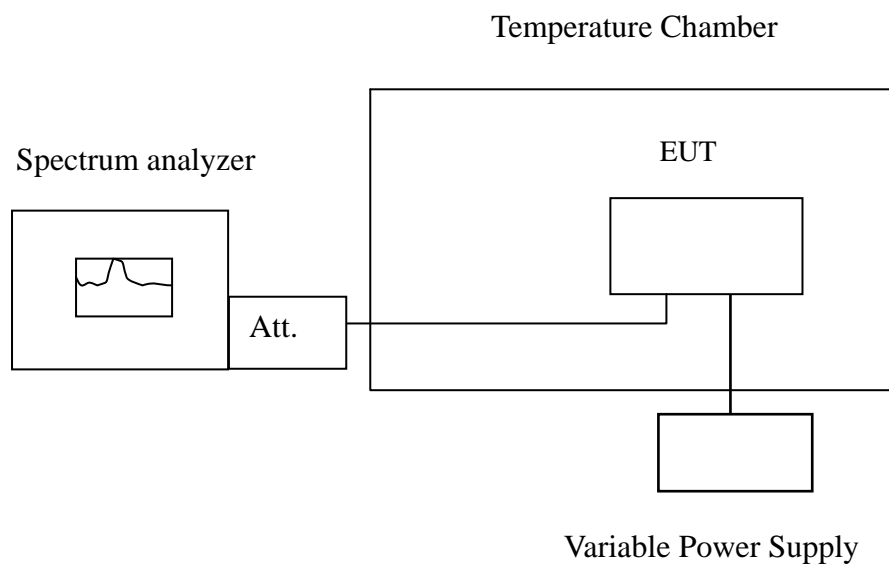 Temperature Chamber
Spectrum analyzer
EUT
Att.
Variable Power Supply